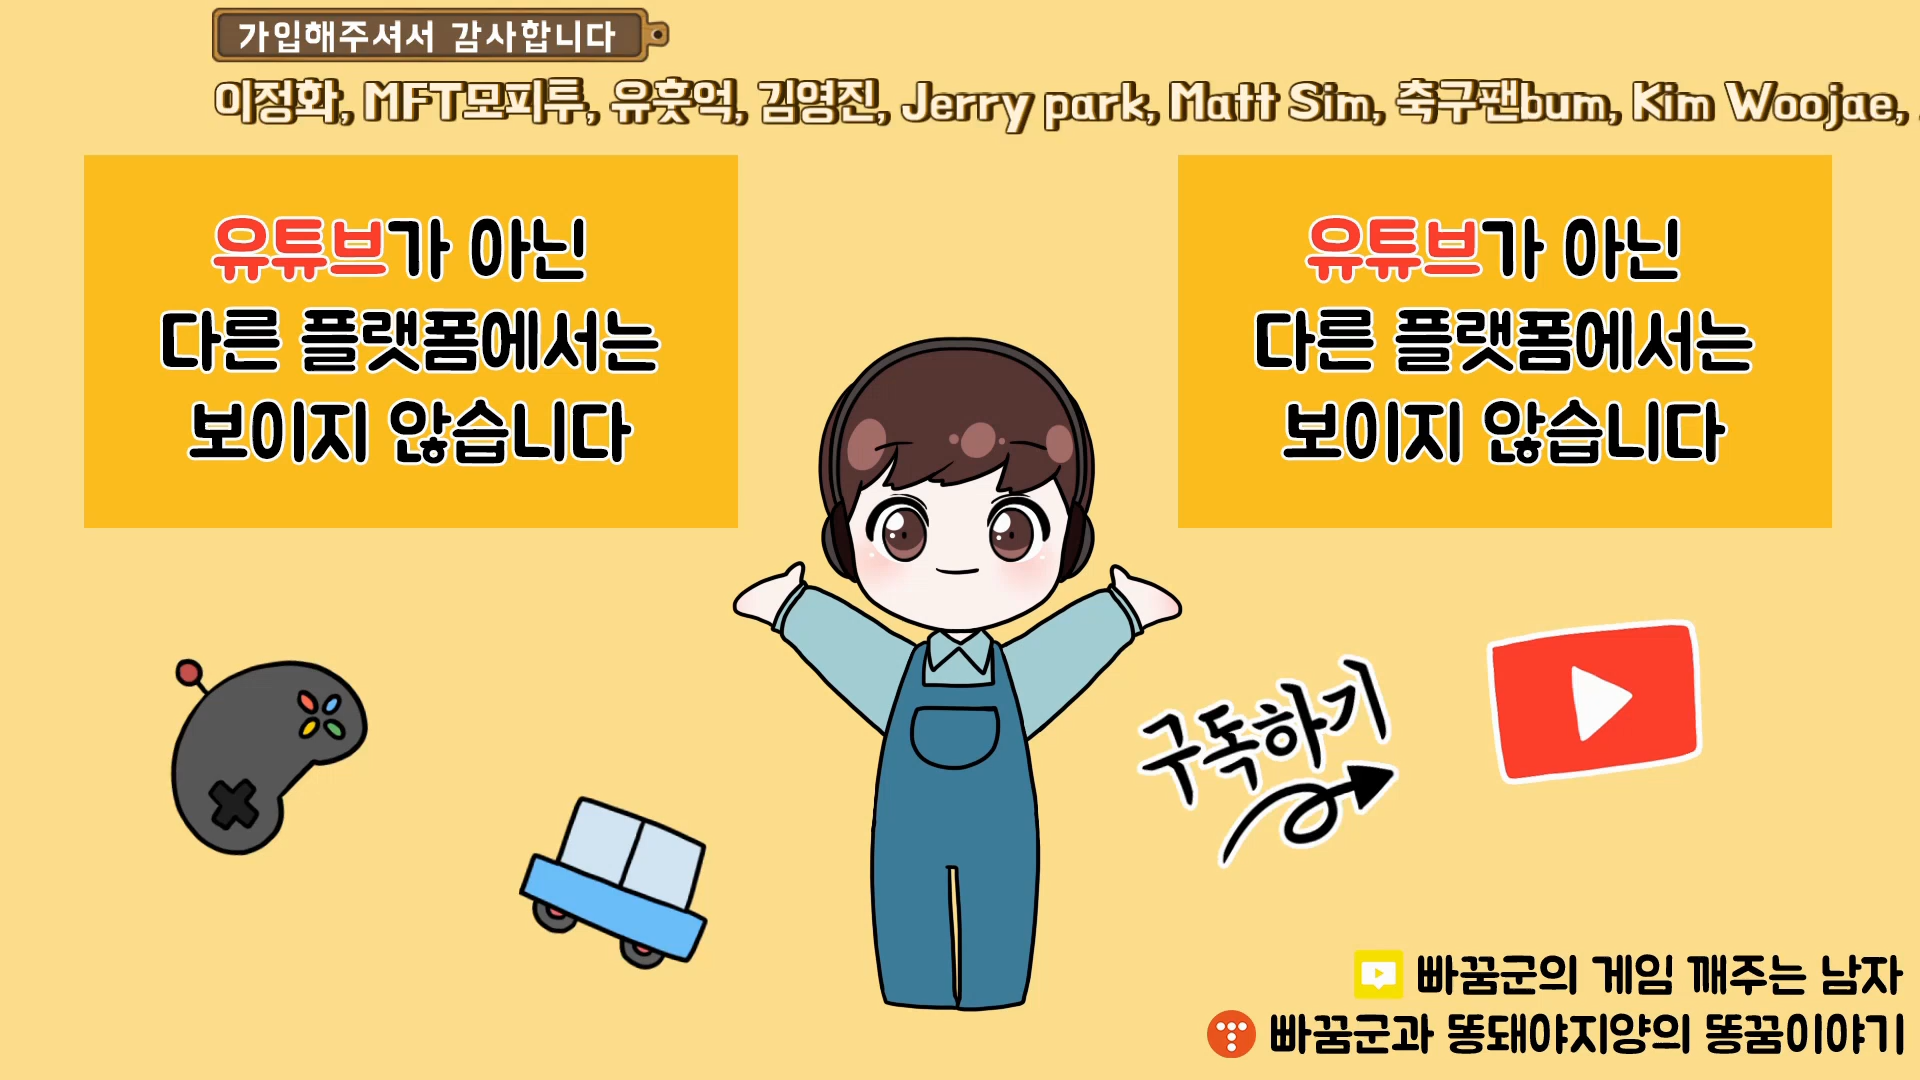 가입해주셔서 감사합니다
이정화, MFT모피투, 유훗억, 김영진, Jerry park, Matt Sim, 축구팬bum, Kim Woojae,
유튜브가 아닌
다른 플랫폼에서는
보이지 않습니다
유튜브가 아닌
다른 플랫폼에서는
보이지 않습니다
구독하기
빠꿈군의 게임 깨주는 남자
빠꿈군과 똥돼야지양의 똥꿈이야기